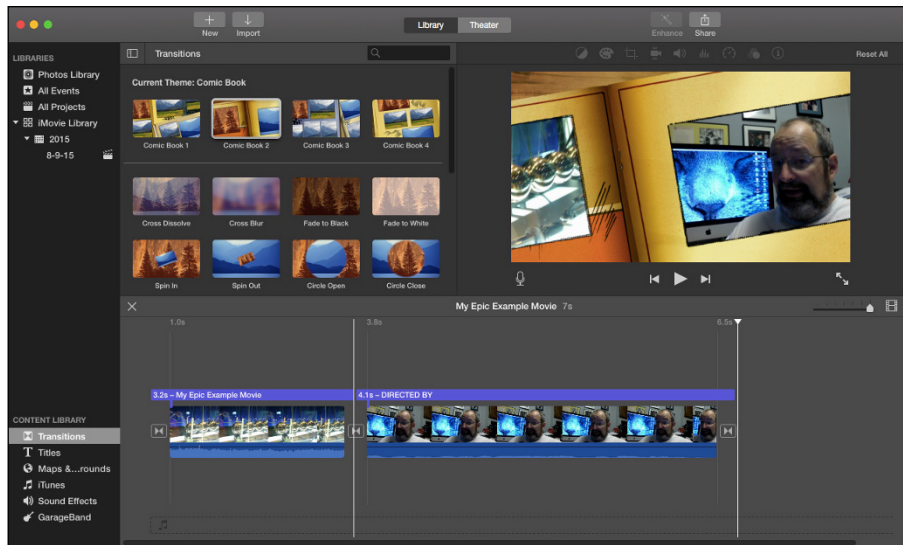 New
Import
Library
Theater
Enhance
Share
LIBRARIES
Photos Library
All Events
All Projects
iMovie Library
2015
8-9-15
Transitions
Reset All
Current Theme: Comic Book
Comic Book 1
Comic Book 2
Comic Book 3
Comic Book 4
Cross Dissolve
Cross Blur
Fade to Black
Fade to White
Spin In
Spin Out
Circle Open
Circle Close
My Epic Example Movie 7s
1.0s
3.8s
6.5s
3.2s – My Epic Example Movie
4.1s – DIRECTED BY
CONTENT LIBRARY
Transitions
Titles
Maps &...rounds
iTunes
Sound Effects
GarageBand